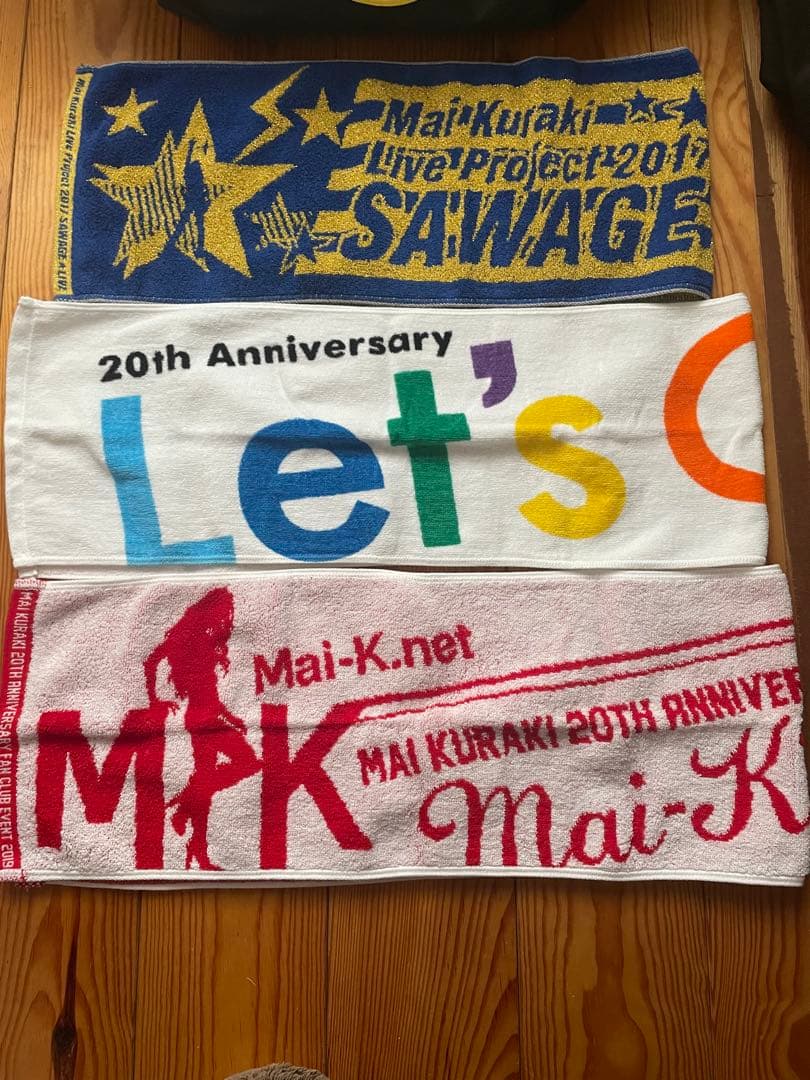 Mai Kuraki Live Project 2017 SAWAGE★LIVE
Mai Kuraki
Live Project 2017
SAWAGE
20th Anniversary
Let's
MAI KURAKI 20TH ANNIVERSARY FAN CLUB EVENT 2019
Mai-K.net
M K
MAI KURAKI 20TH ANNIVER
Mai-K